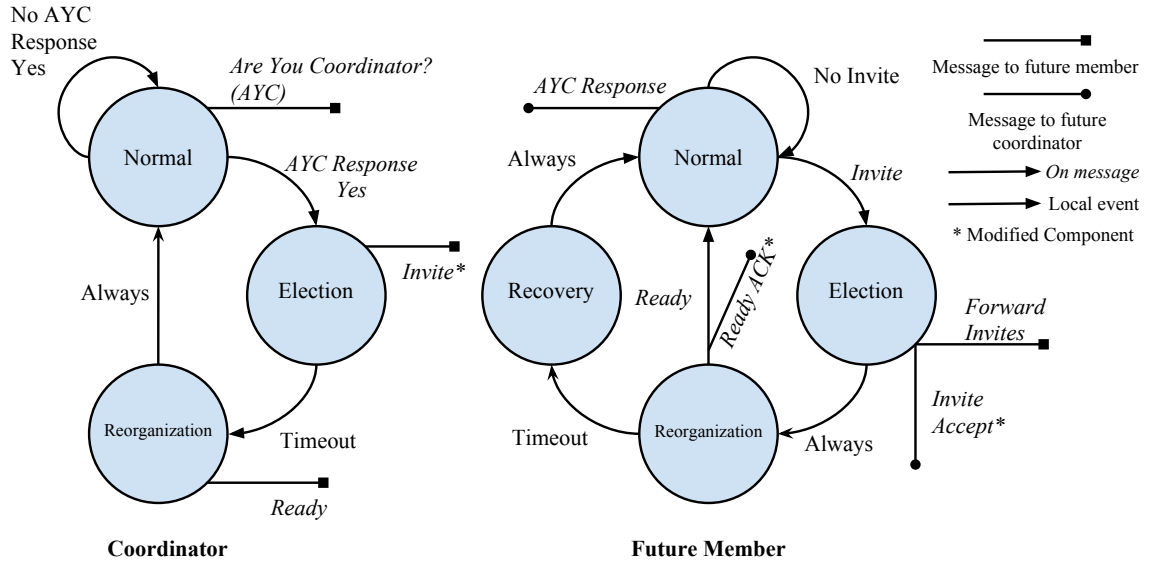 No AYC
Response
Yes
Are You Coordinator?
(AYC)
Normal
AYC Response
Yes
Election
Invite*
Always
Reorganization
Timeout
Ready
Coordinator
AYC Response
No Invite
Normal
Always
Invite
Recovery
Ready
Ready ACK*
Election
Forward
Invites
Invite
Accept*
Timeout
Reorganization
Always
Future Member
Message to future member
Message to future
coordinator
On message
Local event
* Modified Component